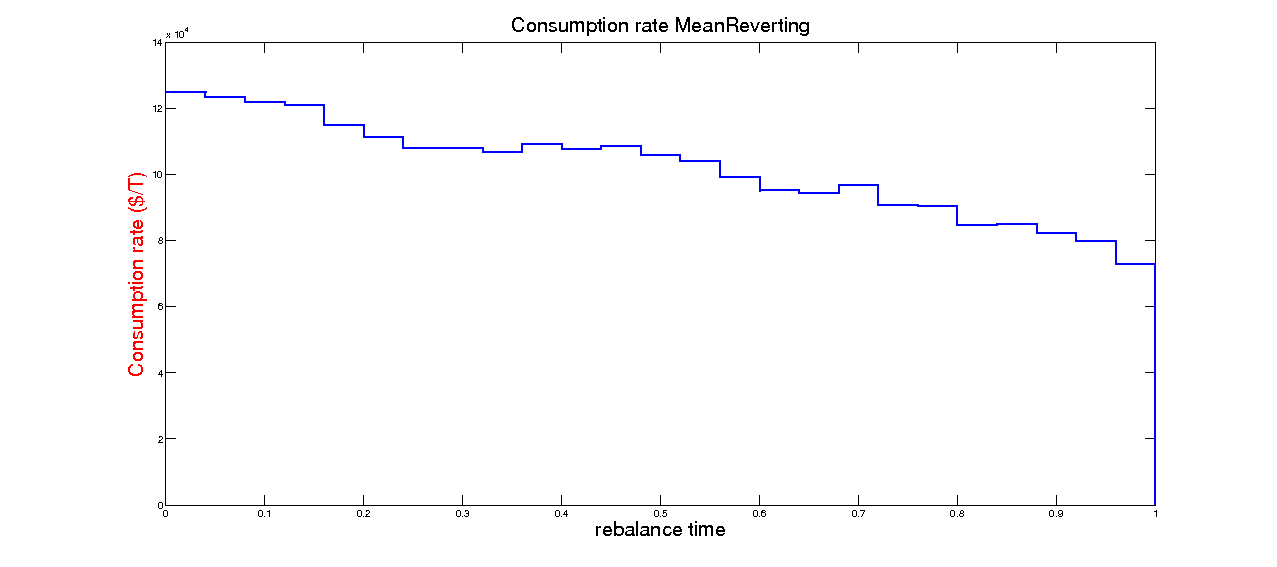 Consumption rate MeanReverting
x 10^4
14
12
10
8
6
4
2
0
Consumption rate ($/T)
0 0.1 0.2 0.3 0.4 0.5 0.6 0.7 0.8 0.9 1
rebalance time